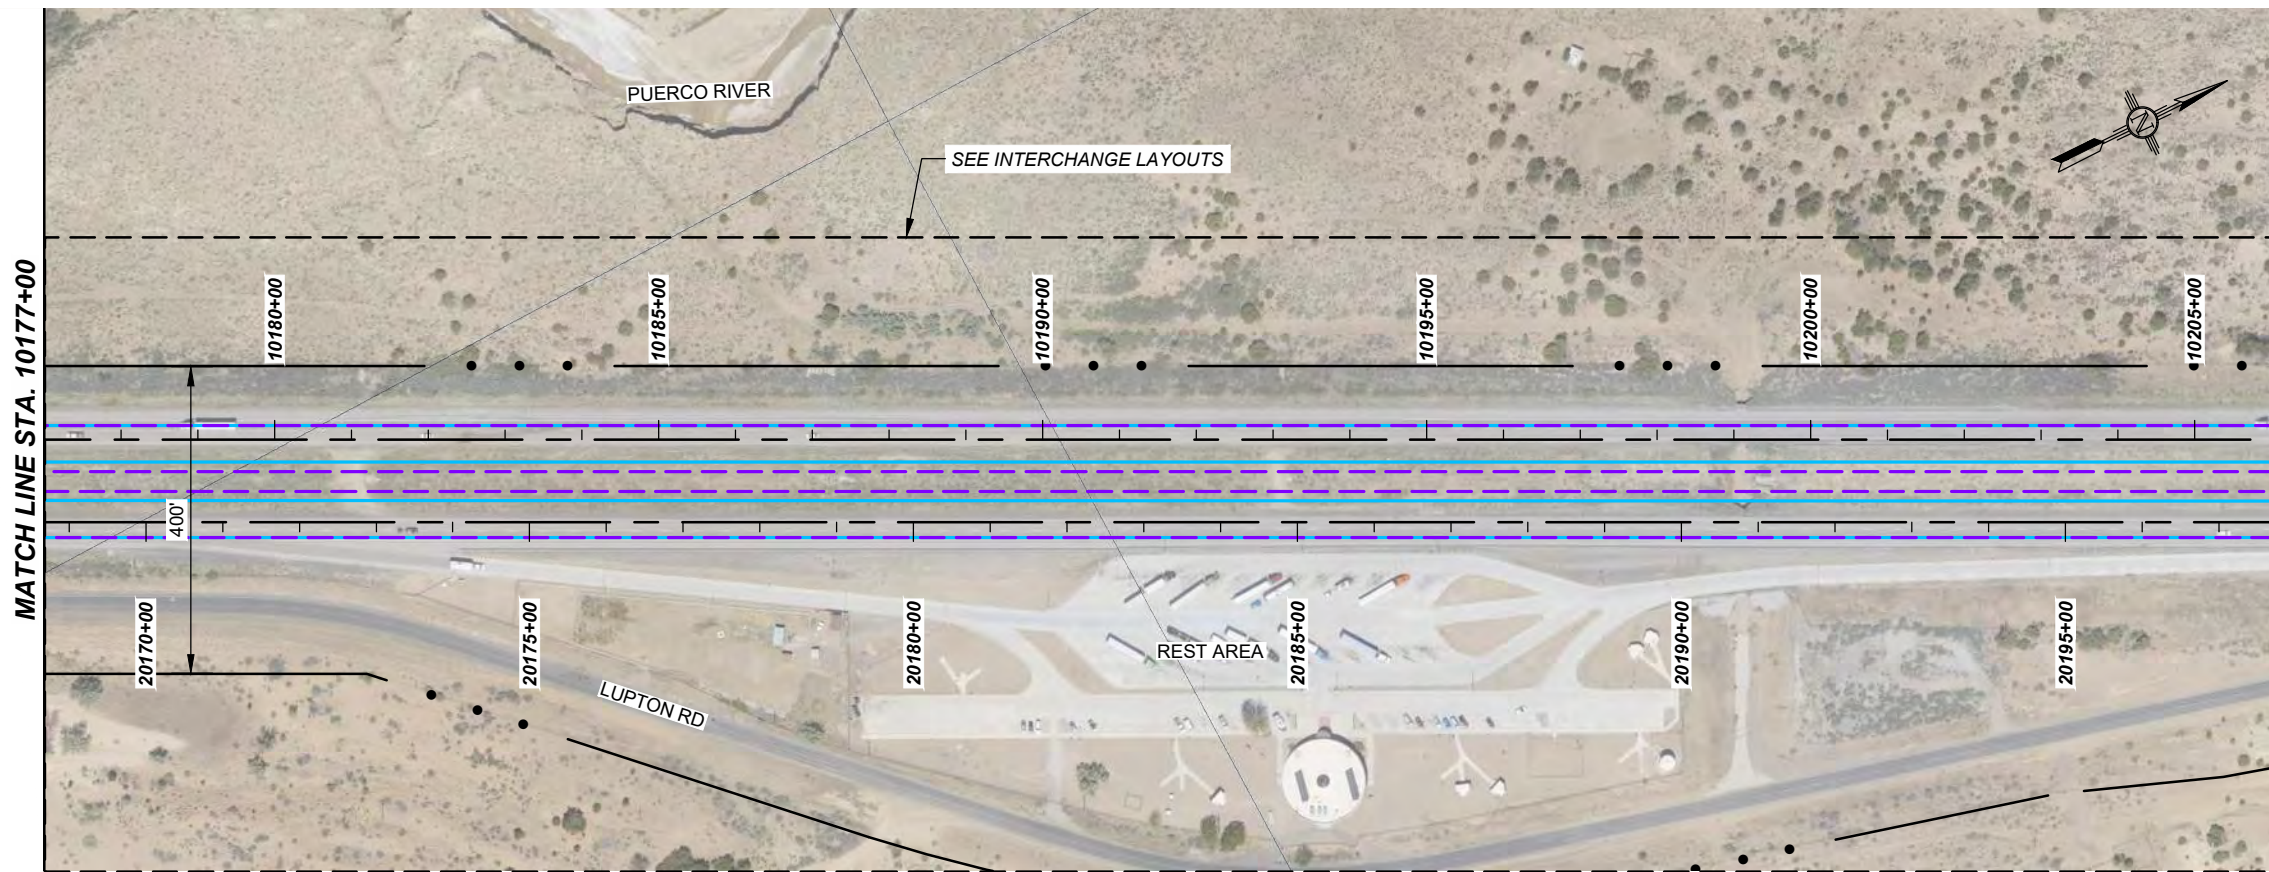 PUERCO RIVER
SEE INTERCHANGE LAYOUTS
N
MATCH LINE STA. 10177+00
10180+00
10185+00
10190+00
10195+00
10200+00
10205+00
400'
20170+00
20175+00
20180+00
20185+00
20190+00
20195+00
REST AREA
LUPTON RD